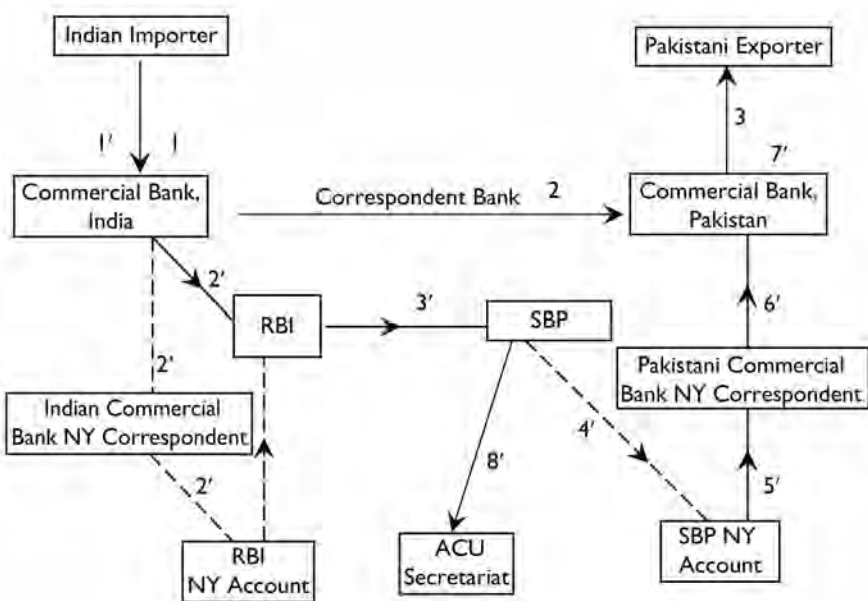 Indian Importer
Pakistani Exporter
1' 1
3
7'
Commercial Bank,
India
Correspondent Bank 2
Commercial Bank,
Pakistan
2'
RBI
3'
SBP
6'
2'
Indian Commercial
Bank NY Correspondent
Pakistani Commercial
Bank NY Correspondent
2'
8'
4'
5'
RBI
NY Account
ACU
Secretariat
SBP NY
Account